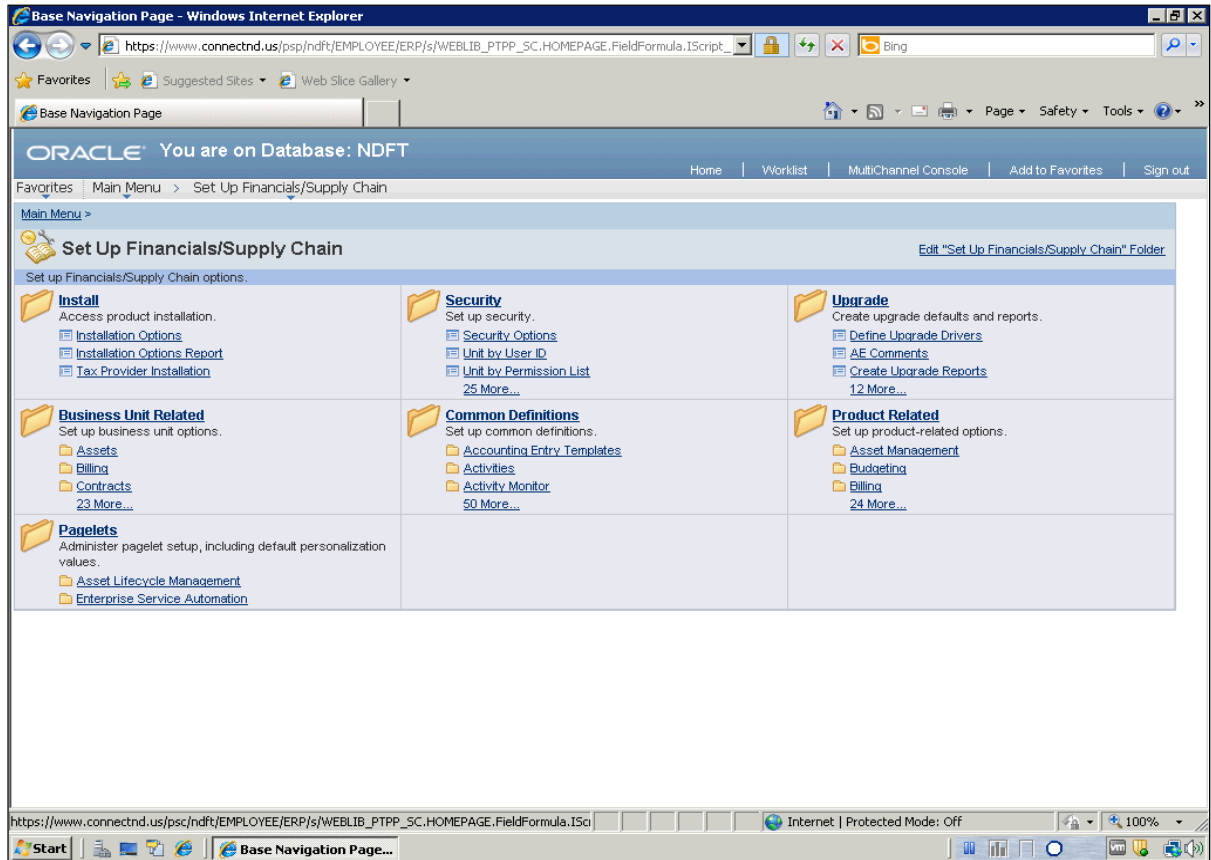 Base Navigation Page - Windows Internet Explorer
https://www.connectnd.us/psp/ndft/EMPLOYEE/ERP/s/WEBLIB_PTPP_SC.HOMEPAGE.FieldFormula.IScript_
Bing
Favorites Suggested Sites Web Slice Gallery
Base Navigation Page
Page Safety Tools
ORACLE You are on Database: NDFT
Home | Worklist | MultiChannel Console | Add to Favorites | Sign out
Favorites Main Menu > Set Up Financials/Supply Chain
Main Menu >
Set Up Financials/Supply Chain
Edit "Set Up Financials/Supply Chain" Folder
Set up Financials/Supply Chain options.
Install
Access product installation.
Installation Options
Installation Options Report
Tax Provider Installation
Security
Set up security.
Security Options
Unit by User ID
Unit by Permission List
25 More...
Upgrade
Create upgrade defaults and reports.
Define Upgrade Drivers
AE Comments
Create Upgrade Reports
12 More...
Business Unit Related
Set up business unit options.
Assets
Billing
Contracts
23 More...
Common Definitions
Set up common definitions.
Accounting Entry Templates
Activities
Activity Monitor
50 More...
Product Related
Set up product-related options.
Asset Management
Budgeting
Billing
24 More...
Pagelets
Administer pagelet setup, including default personalization
values.
Asset Lifecycle Management
Enterprise Service Automation
https://www.connectnd.us/psc/ndft/EMPLOYEE/ERP/s/WEBLIB_PTPP_SC.HOMEPAGE.FieldFormula.IScr
Internet | Protected Mode: Off
100%
Start
Base Navigation Page...
vm